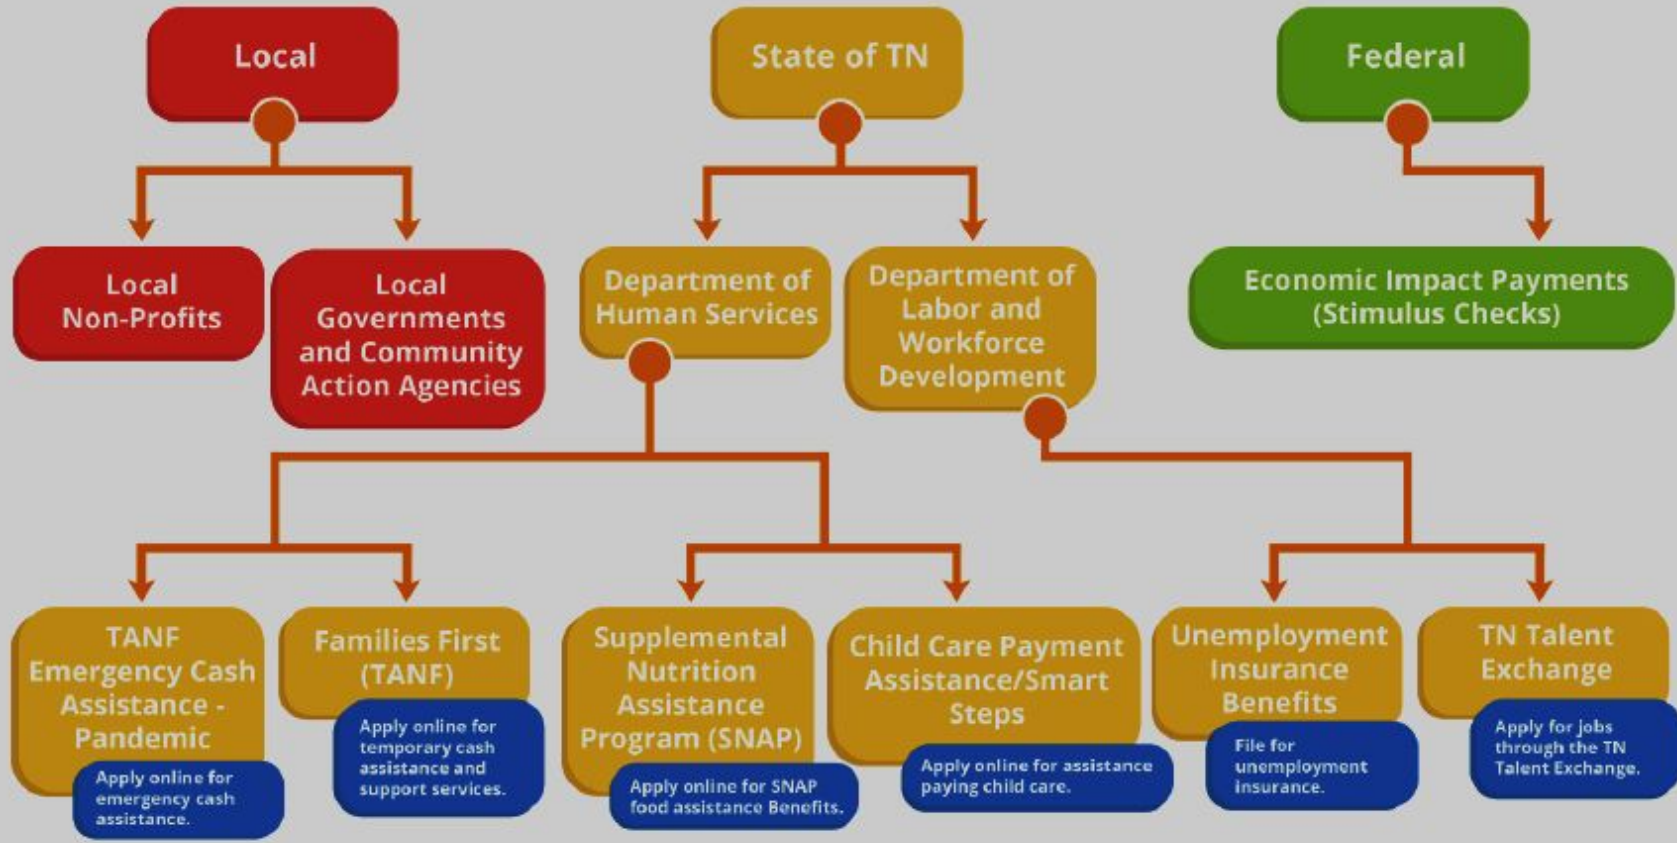 Local
State of TN
Federal
Local
Non-Profits
Local
Governments
and Community
Action Agencies
Department of
Human Services
Department of
Labor and
Workforce
Development
Economic Impact Payments
(Stimulus Checks)
TANF
Emergency Cash
Assistance -
Pandemic
Apply online for
emergency cash
assistance.
Families First
(TANF)
Apply online for
temporary cash
assistance and
support services.
Supplemental
Nutrition
Assistance
Program (SNAP)
Apply online for SNAP
food assistance Benefits.
Child Care Payment
Assistance/Smart
Steps
Apply online for assistance
paying child care.
Unemployment
Insurance
Benefits
File for
unemployment
insurance.
TN Talent
Exchange
Apply for jobs
through the TN
Talent Exchange.